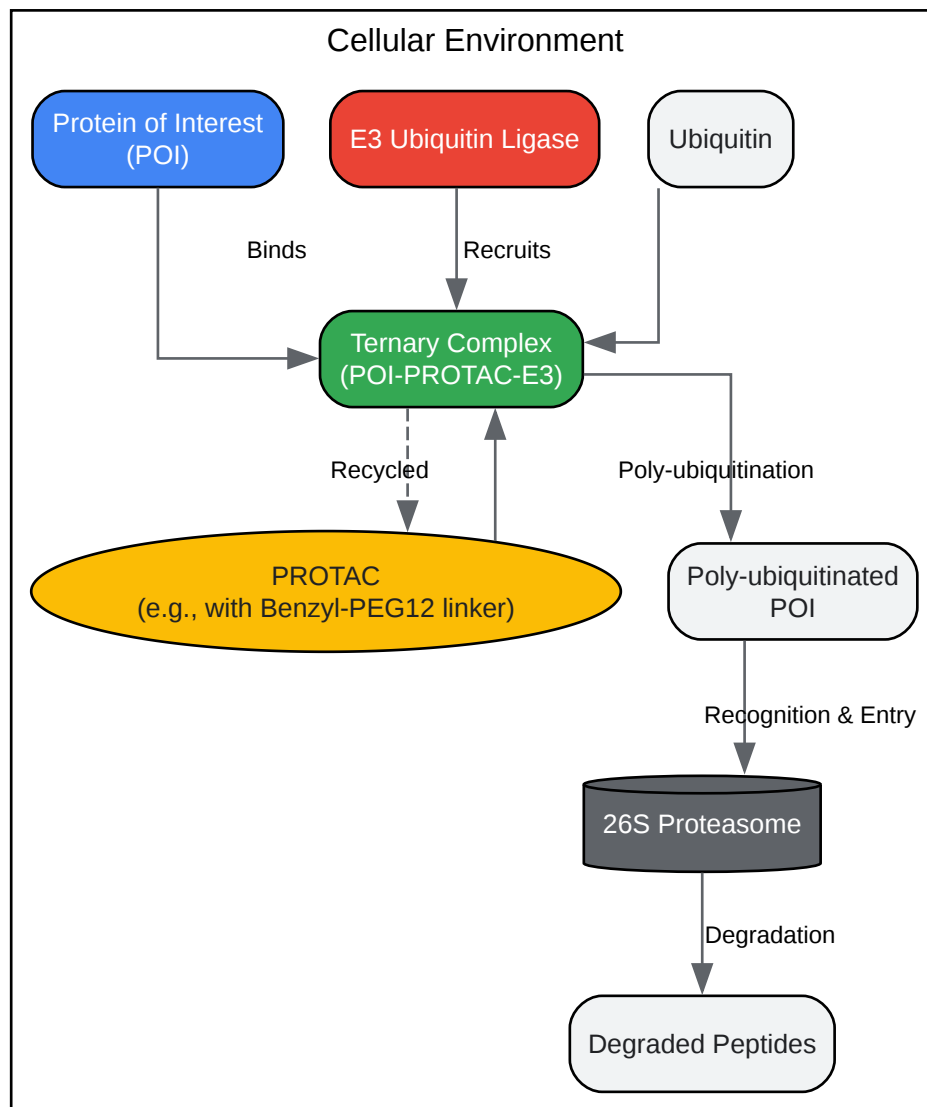 Cellular Environment
Protein of Interest
(POI)
E3 Ubiquitin Ligase
Ubiquitin
Binds
Recruits
Ternary Complex
(POI-PROTAC-E3)
Recycled
Poly-ubiquitination
PROTAC
(e.g., with Benzyl-PEG12 linker)
Poly-ubiquitinated
POI
Recognition & Entry
26S Proteasome
Degradation
Degraded Peptides